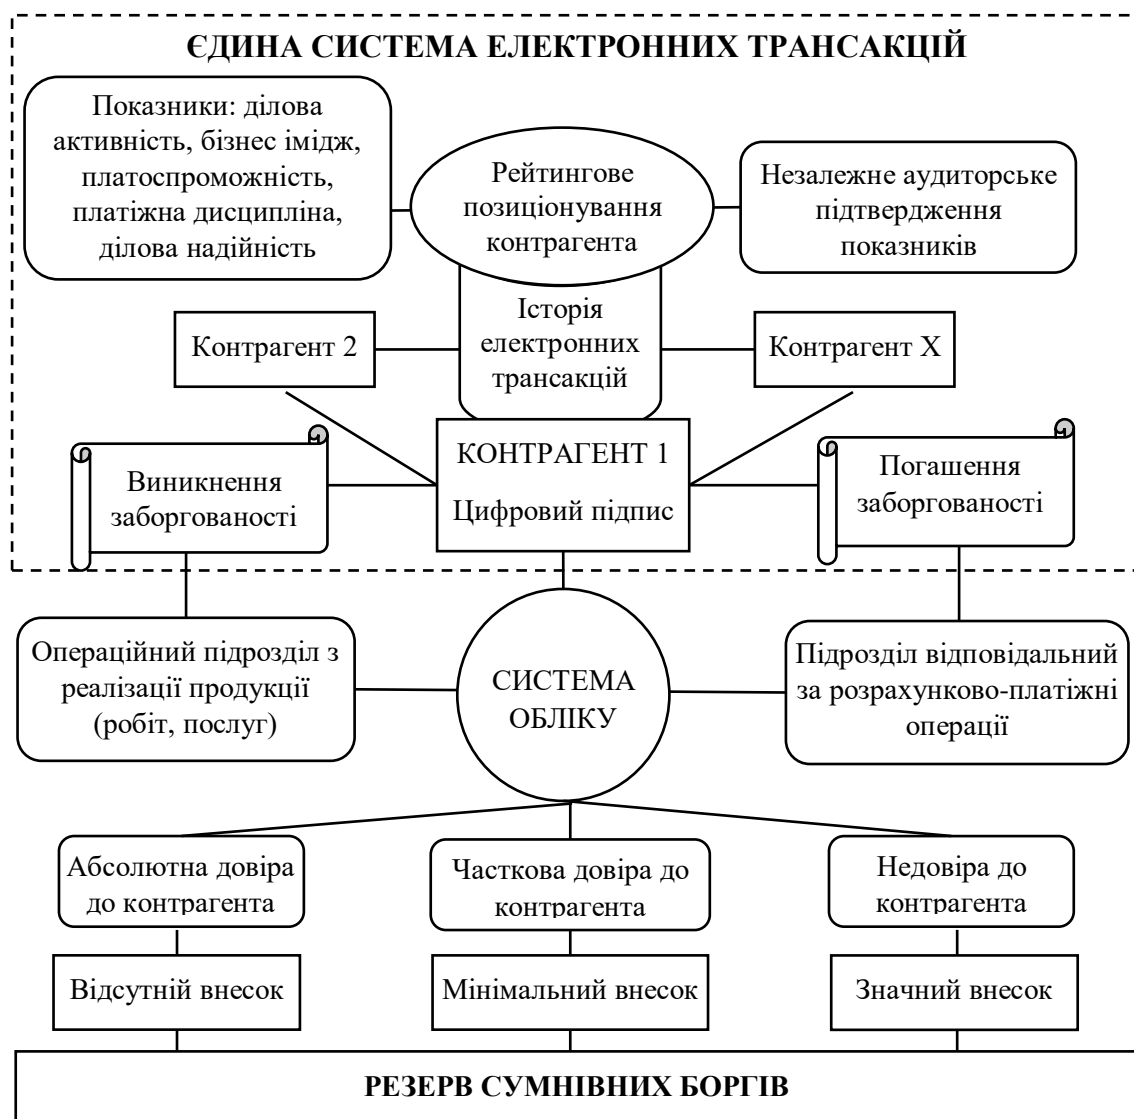 ЄДИНА СИСТЕМА ЕЛЕКТРОННИХ ТРАНСАКЦІЙ
Показники: ділова
активність, бізнес імідж,
платоспроможність,
платіжна дисципліна,
ділова надійність
Рейтингове
позиціонування
контрагента
Незалежне аудиторське
підтвердження
показників
Контрагент 2
Історія
електронних
трансакцій
Контрагент Х
Виникнення
заборгованості
КОНТРАГЕНТ 1
Цифровий підпис
Погашення
заборгованості
Операційний підрозділ з
реалізації продукції
(робіт, послуг)
СИСТЕМА
ОБЛІКУ
Підрозділ відповідальний
за розрахунково-платіжні
операції
Абсолютна довіра
до контрагента
Часткова довіра до
контрагента
Недовіра до
контрагента
Відсутній внесок
Мінімальний внесок
Значний внесок
РЕЗЕРВ СУМНІВНИХ БОРГІВ